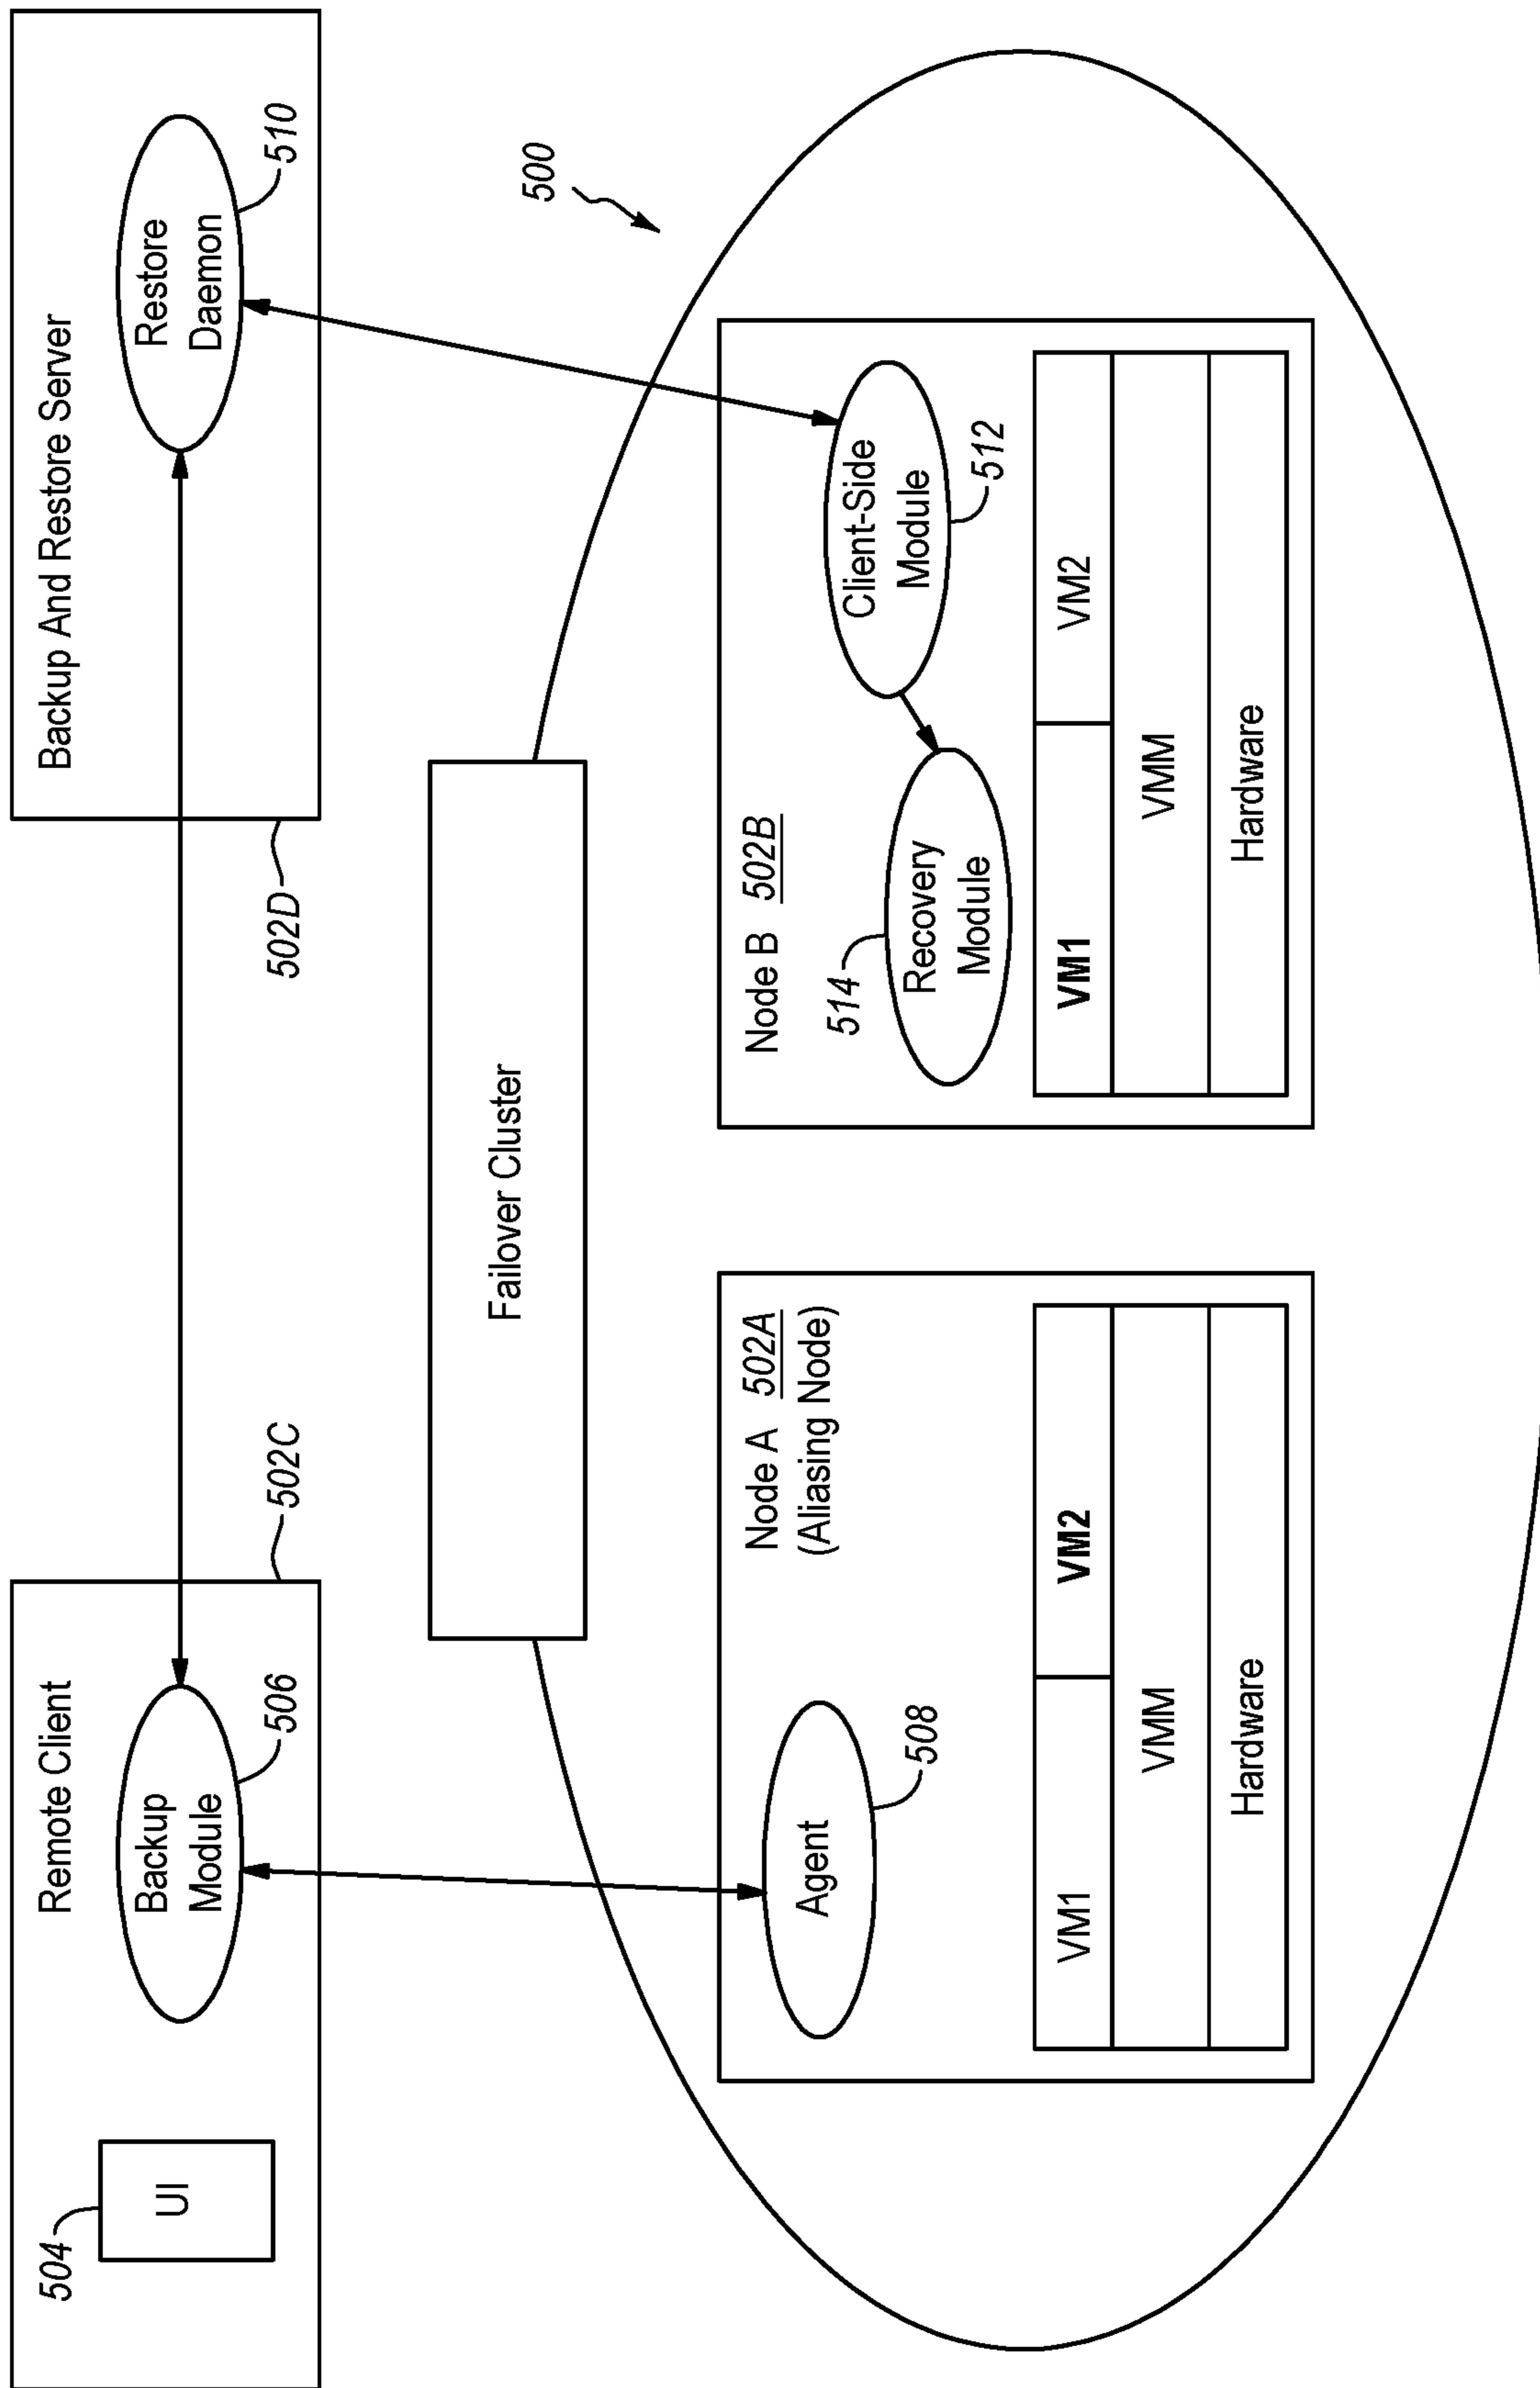 504
UI
Remote Client
Backup
Module
506
502C
Backup And Restore Server
502D
Restore
Daemon
510
500
Failover Cluster
Agent
508
Node A 502A
(Aliasing Node)
VM1
VM2
VMM
Hardware
Node B 502B
514
Recovery
Module
Client-Side
Module
512
VM1
VM2
VMM
Hardware